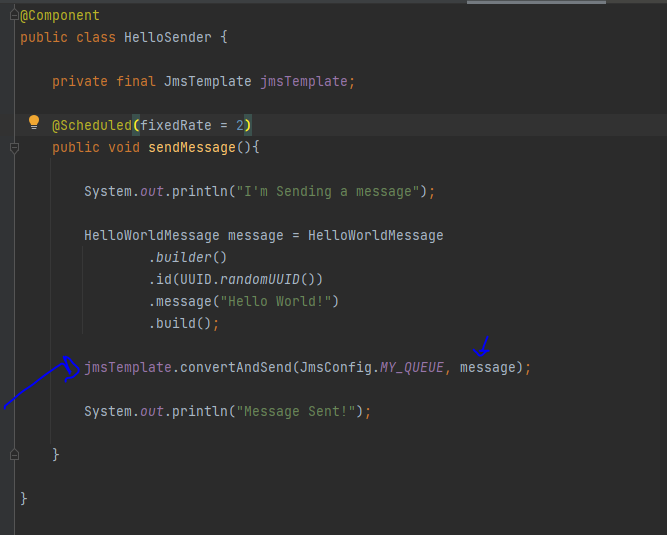 @Component
public class HelloSender {
private final JmsTemplate jmsTemplate;
@Scheduled(fixedRate = 2)
public void sendMessage(){
System.out.println("I'm Sending a message");
HelloWorldMessage message = HelloWorldMessage
.builder()
.id(UUID.randomUUID())
.message("Hello World!")
.build();
jmsTemplate.convertAndSend(JmsConfig.MY_QUEUE, message);
System.out.println("Message Sent!");
}
}